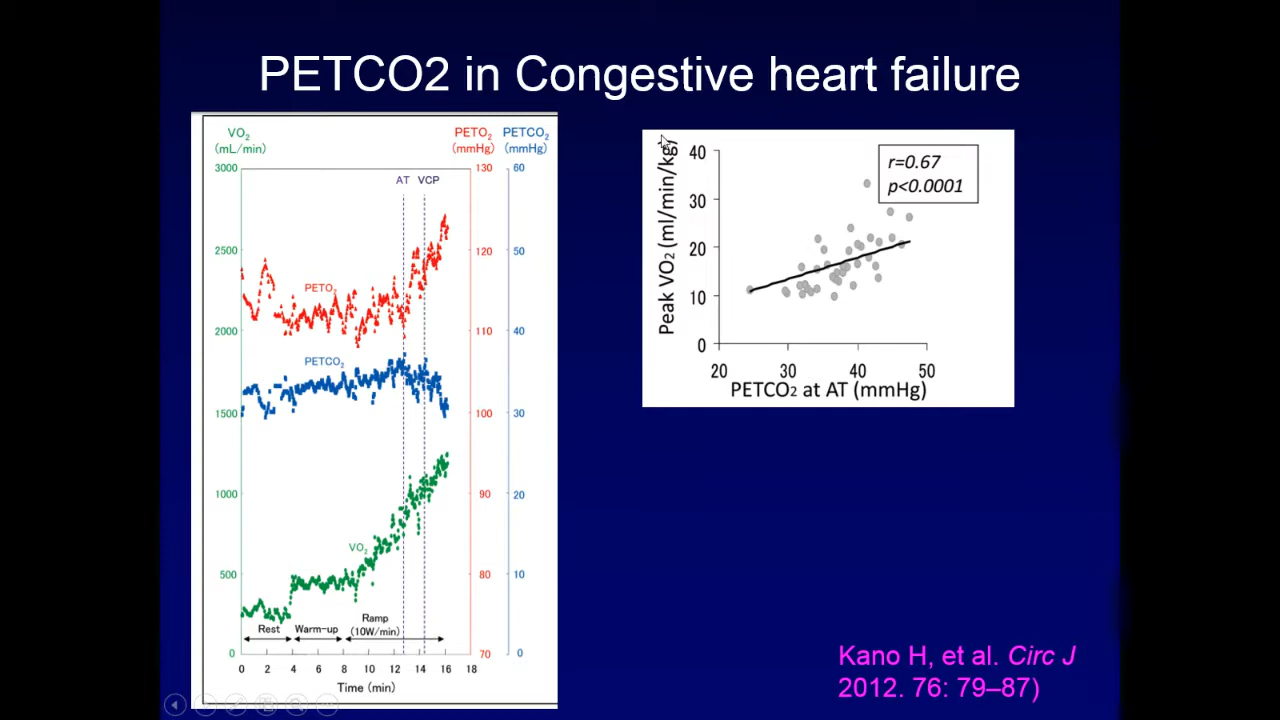 PETCO2 in Congestive heart failure
VO₂
(mL/min)
PETO₂
(mmHg)
PETCO₂
(mmHg)
3000
2500
2000
1500
1000
500
0
130
120
110
100
90
80
70
60
50
40
30
20
10
0
AT
VCP
PETO₂
PETCO₂
VO₂
Rest
Warm-up
Ramp
(10W/min)
0 2 4 6 8 10 12 14 16 18
Time (min)
Peak VO₂ (ml/min/kg)
40
30
20
10
0
r=0.67
p<0.0001
20 30 40 50
PETCO₂ at AT (mmHg)
Kano H, et al. Circ J
2012. 76: 79–87)